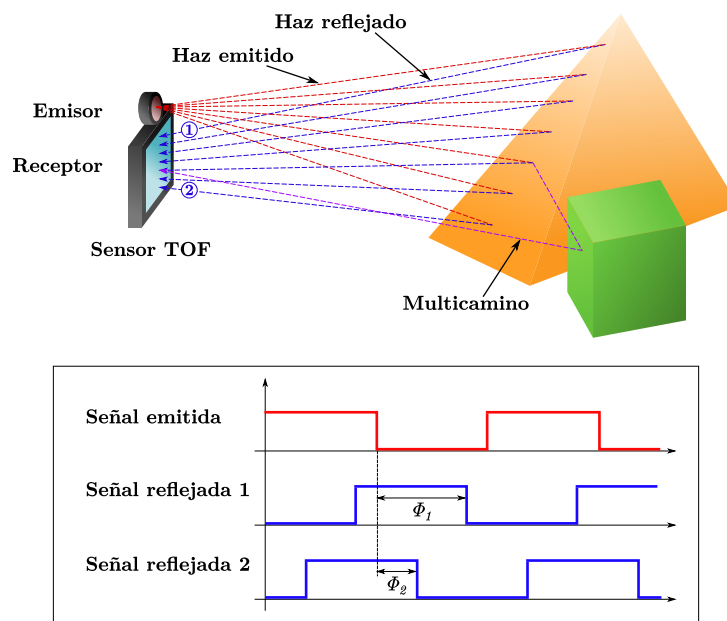 Haz reflejado
Haz emitido
Emisor
①
Receptor
②
Sensor TOF
Multicamino
Señal emitida
Señal reflejada 1
Φ1
Señal reflejada 2
Φ2